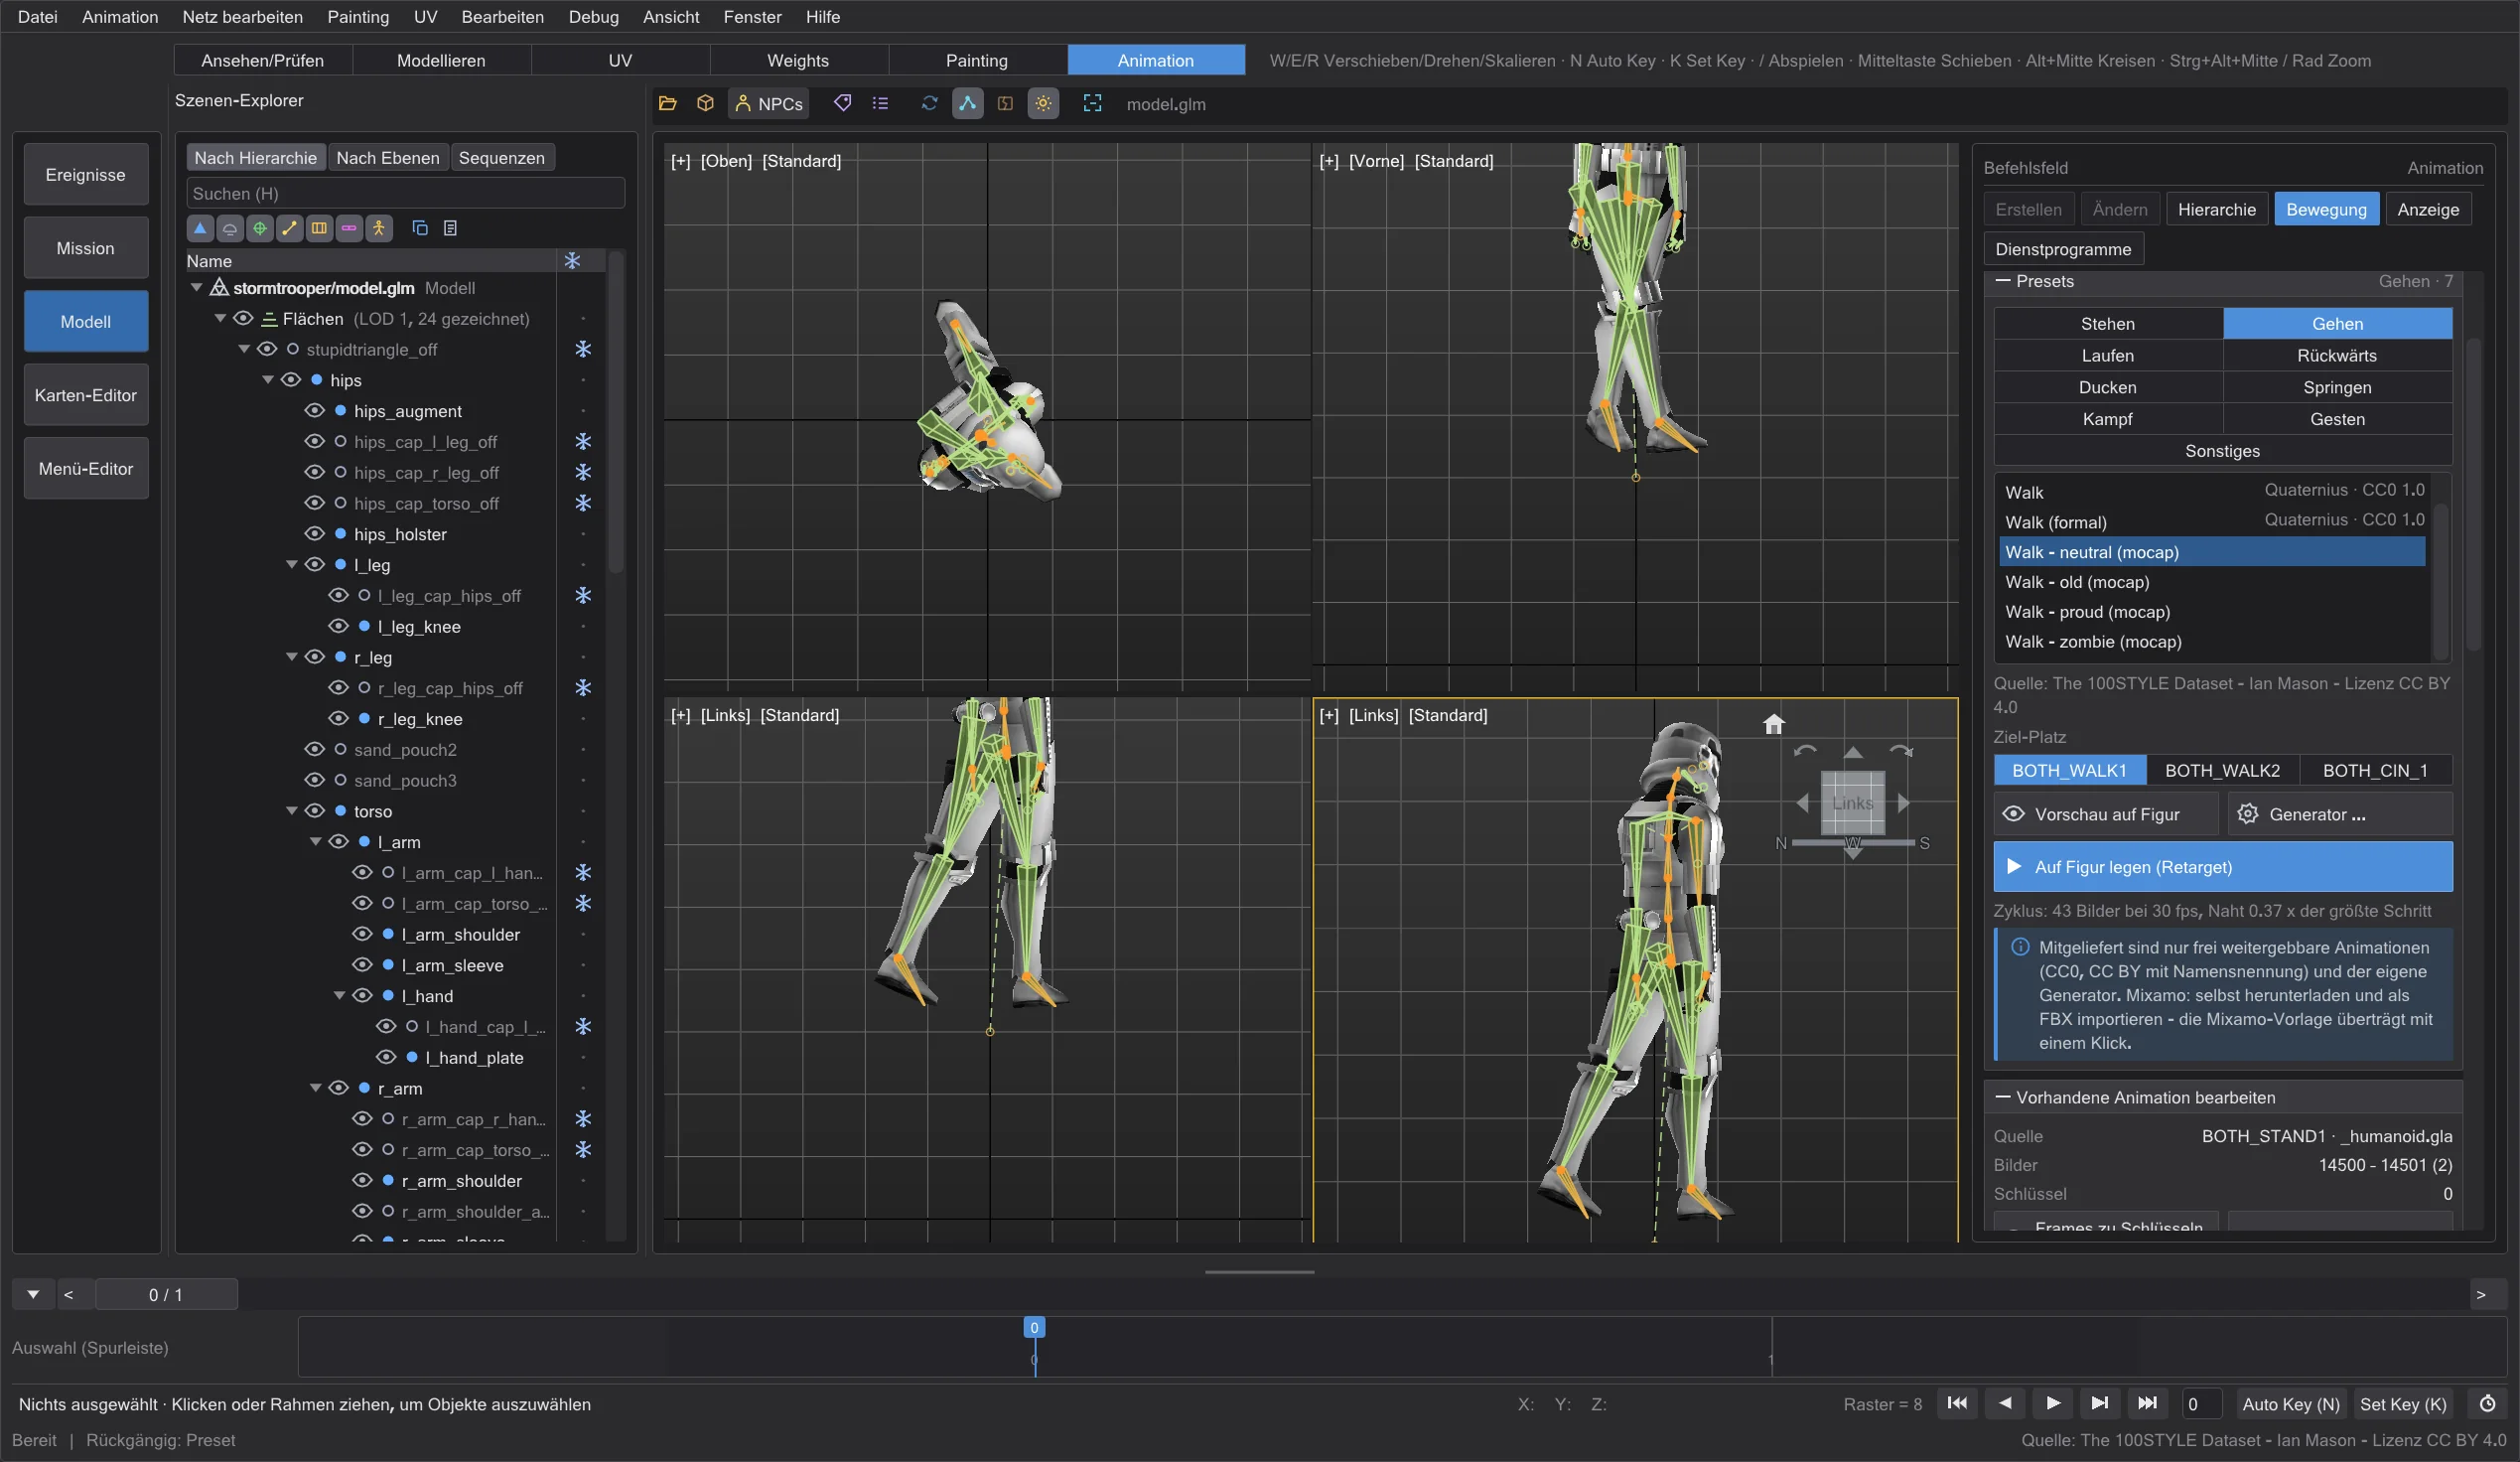 Datei Animation Netz bearbeiten Painting UV Bearbeiten Debug Ansicht Fenster Hilfe
Ansehen/Prüfen Modellieren UV Weights Painting Animation W/E/R Verschieben/Drehen/Skalieren · N Auto Key · K Set Key · / Abspielen · Mitteltaste Schieben · Alt+Mitte Kreisen · Strg+Alt+Mitte / Rad Zoom
Szenen-Explorer
NPCs model.glm
Ereignisse
Mission
Modell
Karten-Editor
Menü-Editor
Nach Hierarchie Nach Ebenen Sequenzen
Suchen (H)
Name
stormtrooper/model.glm Modell
Flächen (LOD 1, 24 gezeichnet)
stupidtriangle_off
hips
hips_augment
hips_cap_l_leg_off
hips_cap_r_leg_off
hips_cap_torso_off
hips_holster
l_leg
l_leg_cap_hips_off
l_leg_knee
r_leg
r_leg_cap_hips_off
r_leg_knee
sand_pouch2
sand_pouch3
torso
l_arm
l_arm_cap_l_han...
l_arm_cap_torso_...
l_arm_shoulder
l_arm_sleeve
l_hand
l_hand_cap_l_...
l_hand_plate
r_arm
r_arm_cap_r_han...
r_arm_cap_torso_...
r_arm_shoulder
r_arm_shoulder_a...
r_arm_sleeve
[+] [Oben] [Standard]
[+] [Vorne] [Standard]
[+] [Links] [Standard]
[+] [Links] [Standard]
Links
N W S
Befehlsfeld Animation
Erstellen Ändern Hierarchie Bewegung Anzeige
Dienstprogramme
Presets Gehen · 7
Stehen Gehen
Laufen Rückwärts
Ducken Springen
Kampf Gesten
Sonstiges
Walk Quaternius · CC0 1.0
Walk (formal) Quaternius · CC0 1.0
Walk - neutral (mocap)
Walk - old (mocap)
Walk - proud (mocap)
Walk - zombie (mocap)
Quelle: The 100STYLE Dataset - Ian Mason - Lizenz CC BY
4.0
Ziel-Platz
BOTH_WALK1 BOTH_WALK2 BOTH_CIN_1
Vorschau auf Figur Generator ...
Auf Figur legen (Retarget)
Zyklus: 43 Bilder bei 30 fps, Naht 0.37 x der größte Schritt
Mitgeliefert sind nur frei weitergebbare Animationen
(CC0, CC BY mit Namensnennung) und der eigene
Generator. Mixamo: selbst herunterladen und als
FBX importieren - die Mixamo-Vorlage überträgt mit
einem Klick.
Vorhandene Animation bearbeiten
Quelle BOTH_STAND1 · _humanoid.gla
Bilder 14500 - 14501 (2)
Schlüssel 0
Frames zu Schlüsseln
< 0 / 1 >
Auswahl (Spurleiste)
0
0 1
Nichts ausgewählt · Klicken oder Rahmen ziehen, um Objekte auszuwählen X: Y: Z: Raster = 8 0 Auto Key (N) Set Key (K)
Bereit | Rückgängig: Preset Quelle: The 100STYLE Dataset - Ian Mason - Lizenz CC BY 4.0